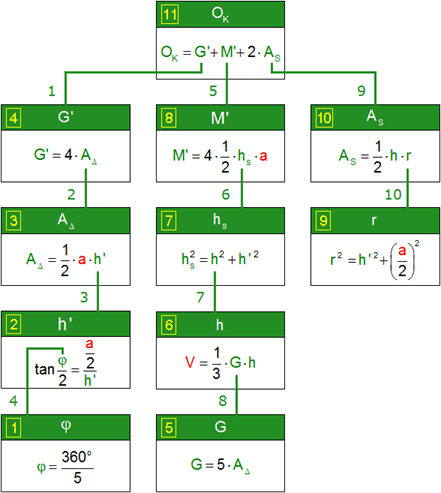 11 O_K
O_K = G'+M'+2·A_S
1
5
9
4 G'
G' = 4·A_Δ
8 M'
M' = 4·1/2·h_s·a
10 A_S
A_S = 1/2·h·r
2
6
10
3 A_Δ
A_Δ = 1/2·a·h'
7 h_s
h_s² = h² + h'²
9 r
r² = h'² + (a/2)²
3
7
2 h'
tan φ/2 = (a/2)/h'
6 h
V = 1/3·G·h
4
8
1 φ
φ = 360°/5
5 G
G = 5·A_Δ